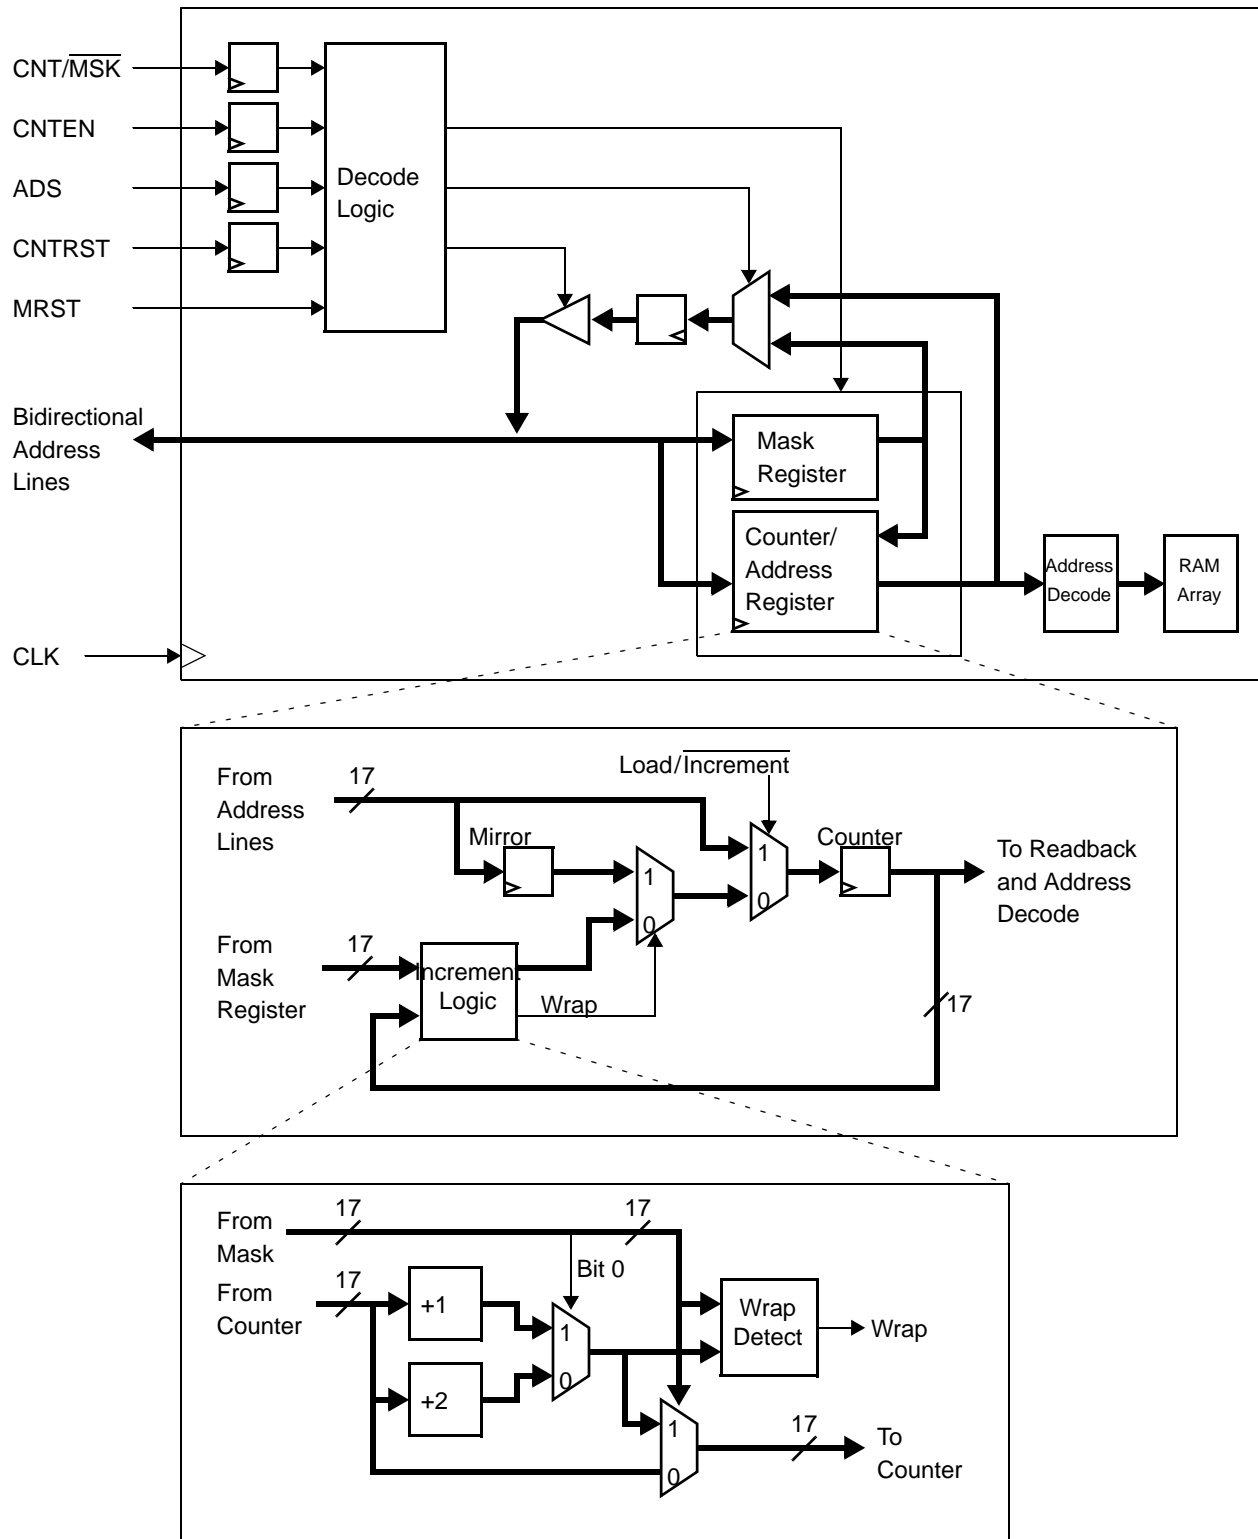 CNT/MSK
CNTEN
ADS
CNTRST
MRST
Decode
Logic
Bidirectional
Address
Lines
Mask
Register
Counter/
Address
Register
Address
Decode
RAM
Array
CLK
From
Address
Lines
17
Load/Increment
Mirror
Counter
1
0
1
0
To Readback
and Address
Decode
From
Mask
Register
17
Increment
Logic
Wrap
17
From
Mask
17
17
Bit 0
From
Counter
17
+1
+2
1
0
Wrap
Detect
Wrap
1
0
17
To
Counter